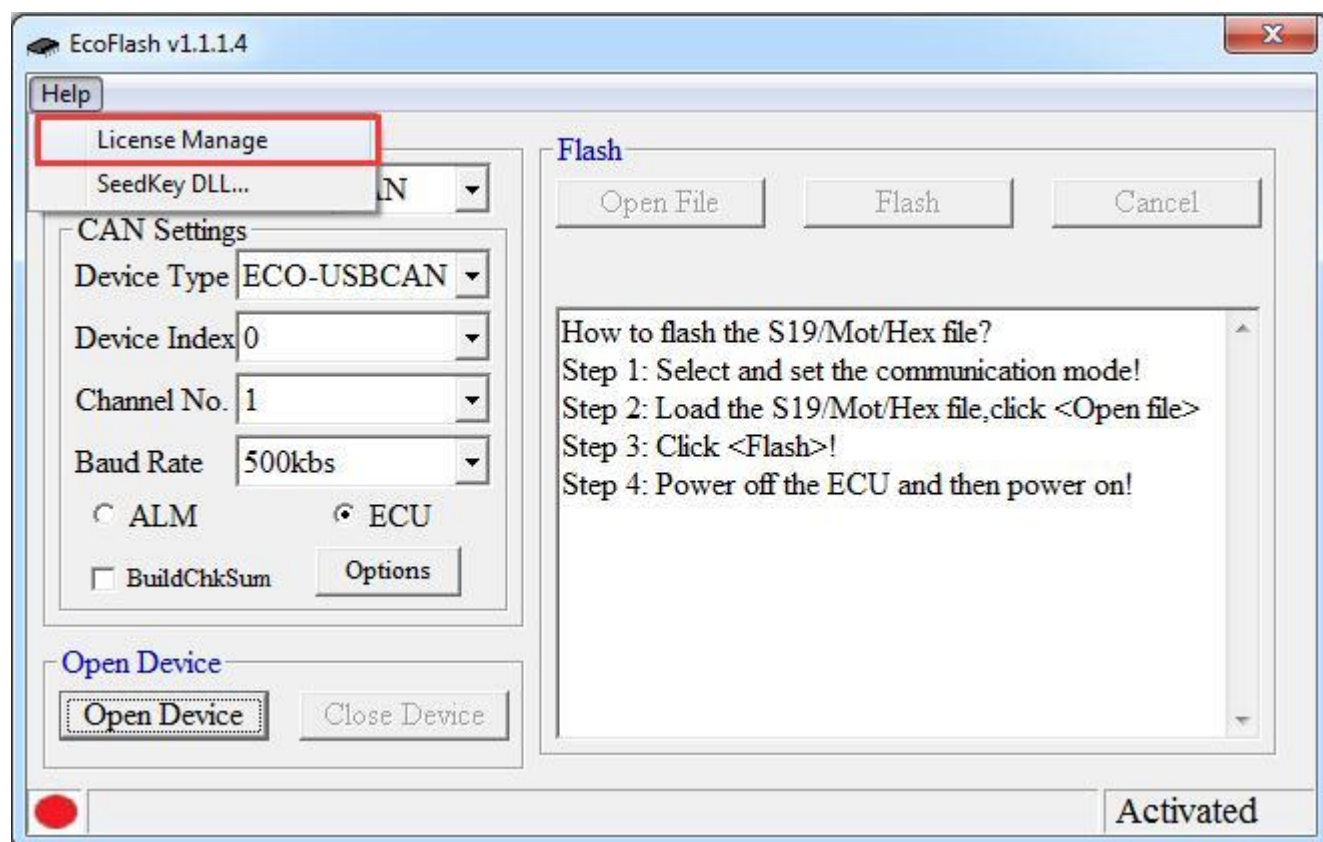 EcoFlash v1.1.1.4
Help
License Manage
SeedKey DLL...
CAN Settings
Device Type ECO-USBCAN
Device Index 0
Channel No. 1
Baud Rate 500kbs
ALM ECU
BuildChkSum Options
Open Device
Open Device Close Device
Flash
Open File Flash Cancel
How to flash the S19/Mot/Hex file?
Step 1: Select and set the communication mode!
Step 2: Load the S19/Mot/Hex file,click <Open file>
Step 3: Click <Flash>!
Step 4: Power off the ECU and then power on!
Activated